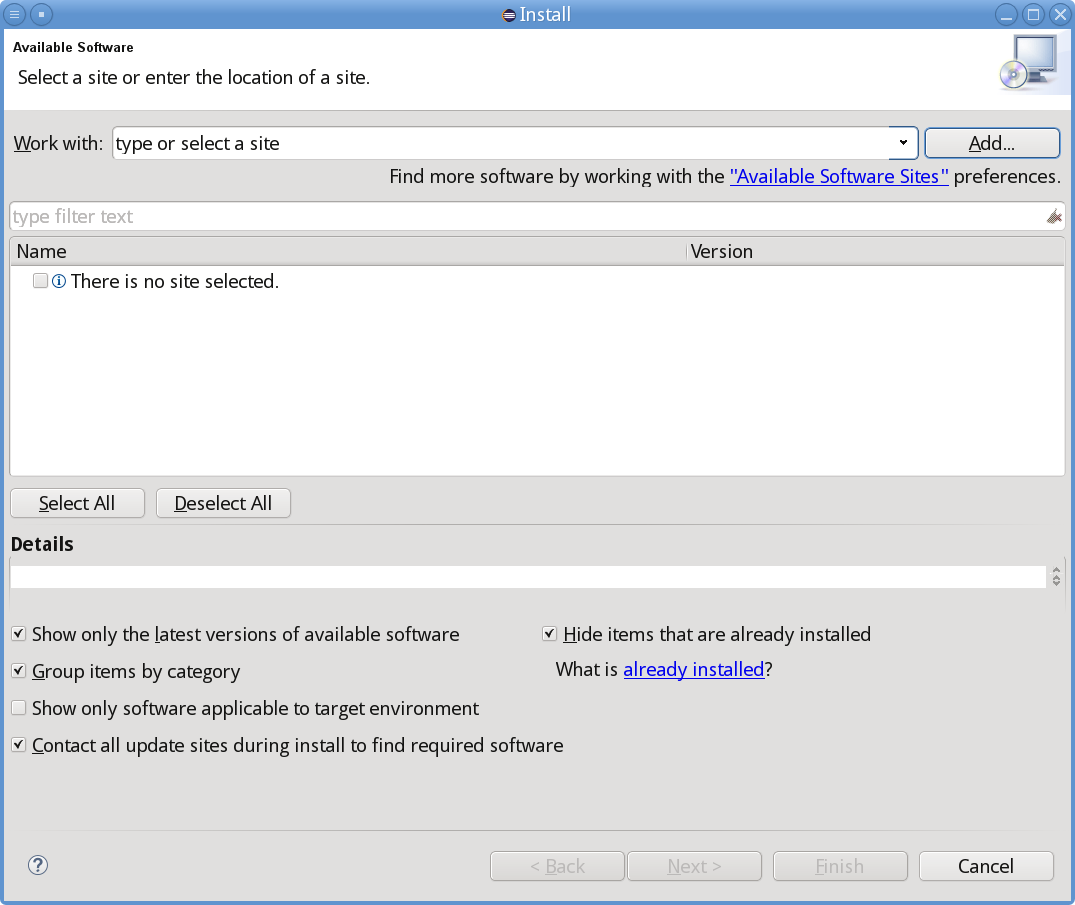 Install
Available Software
Select a site or enter the location of a site.
Work with: type or select a site Add...
Find more software by working with the "Available Software Sites" preferences.
type filter text
Name Version
There is no site selected.
Select All Deselect All
Details
Show only the latest versions of available software Hide items that are already installed
Group items by category What is already installed?
Show only software applicable to target environment
Contact all update sites during install to find required software
? < Back Next > Finish Cancel